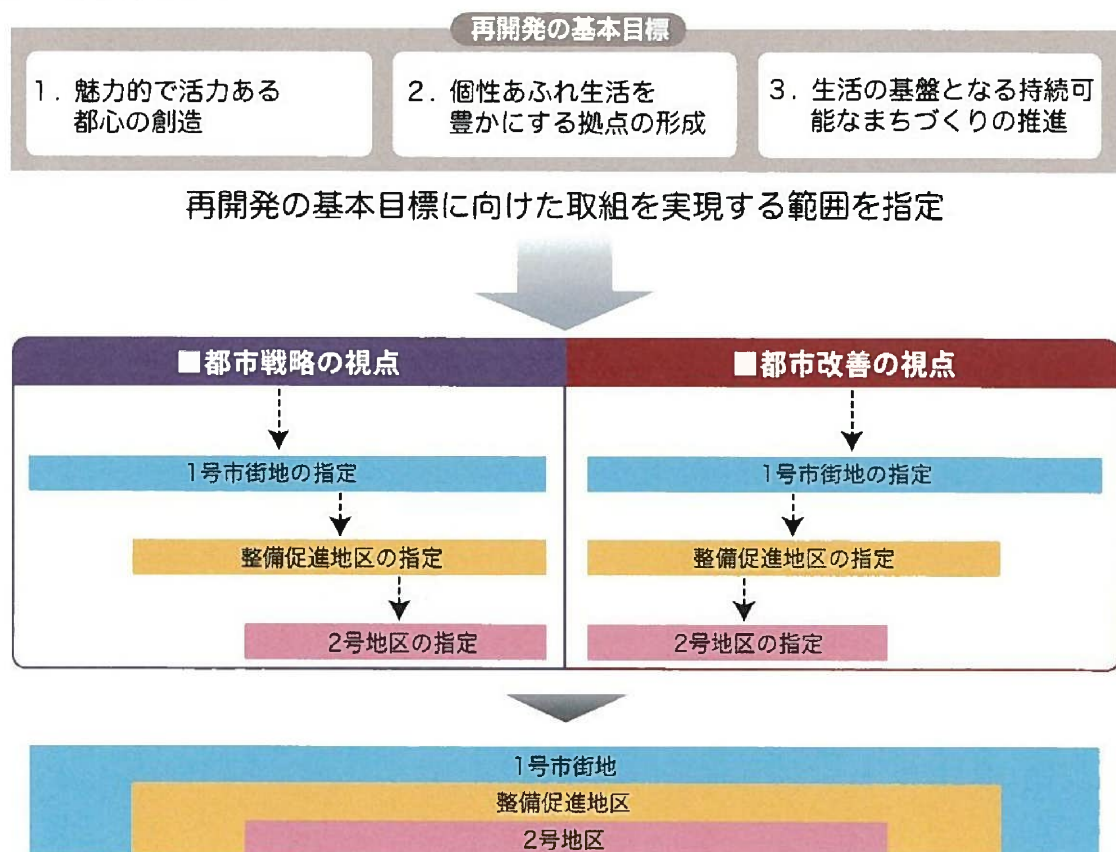 再開発の基本目標
1. 魅力的で活力ある
都心の創造
2. 個性あふれ生活を
豊かにする拠点の形成
3. 生活の基盤となる持続可
能なまちづくりの推進
再開発の基本目標に向けた取組を実現する範囲を指定
■都市戦略の視点
1号市街地の指定
整備促進地区の指定
2号地区の指定
■都市改善の視点
1号市街地の指定
整備促進地区の指定
2号地区の指定
1号市街地
整備促進地区
2号地区